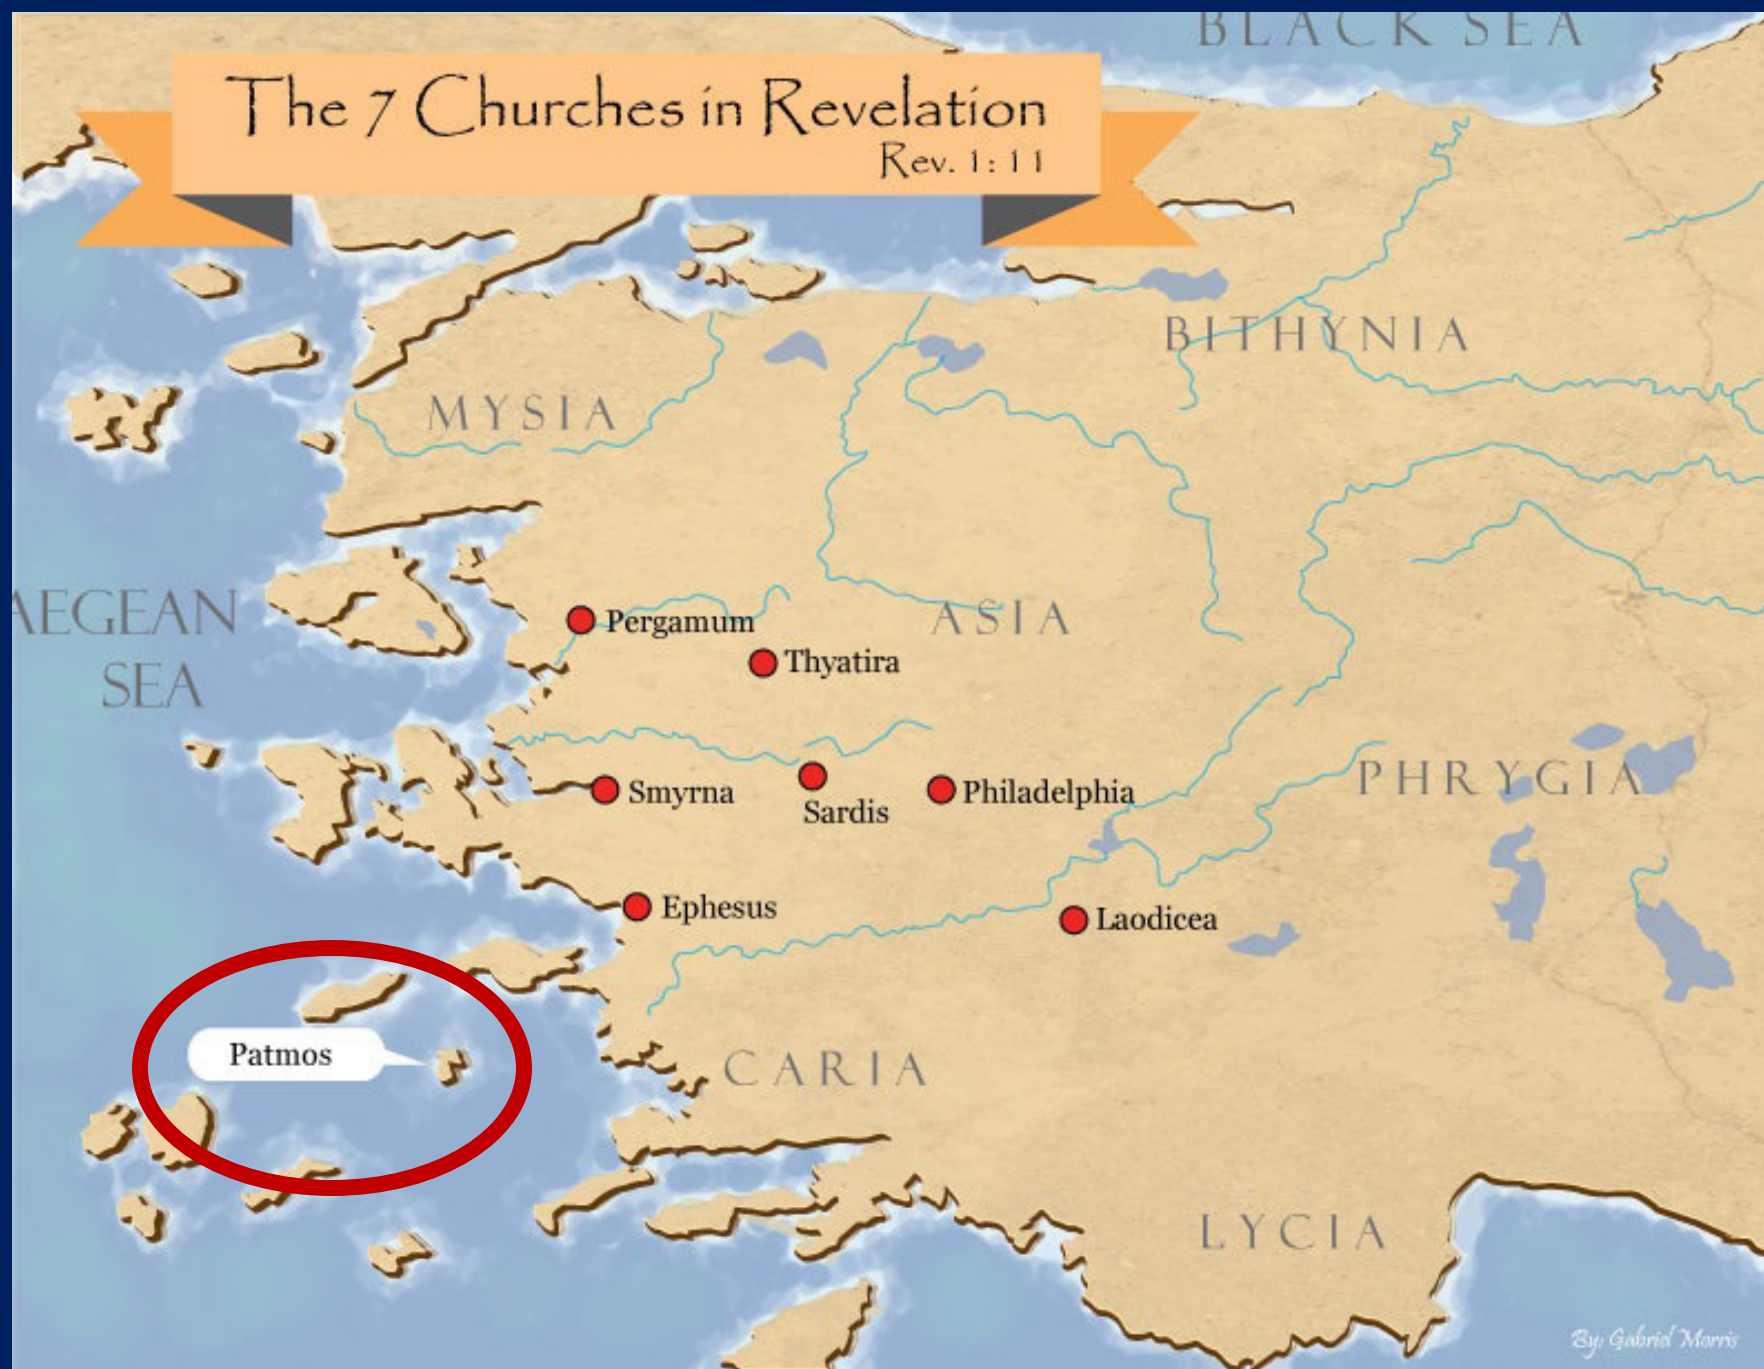 BLACK SEA
The 7 Churches in Revelation
Rev. 1:11
BITHYNIA
MYSIA
AEGEAN
SEA
ASIA
Pergamum
Thyatira
PHRYGIA
Smyrna
Sardis
Philadelphia
Ephesus
Laodicea
Patmos
CARIA
LYCIA
By: Gabriel Morris